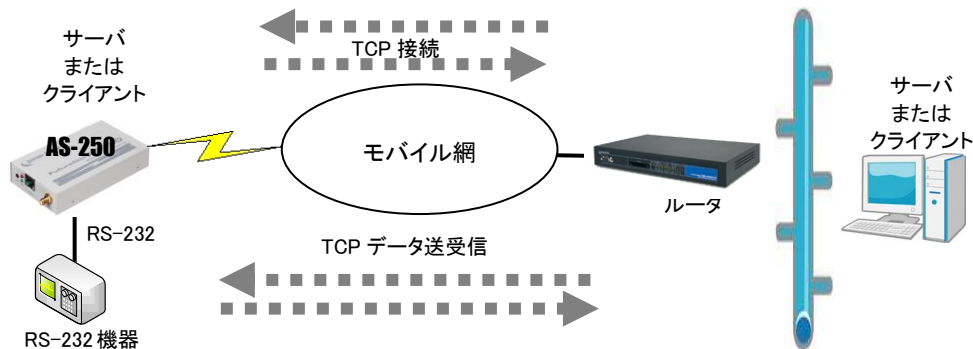 TCP 接続
サーバ
または
クライアント
AS-250
モバイル網
ルータ
サーバ
または
クライアント
RS-232
TCP データ送受信
RS-232 機器